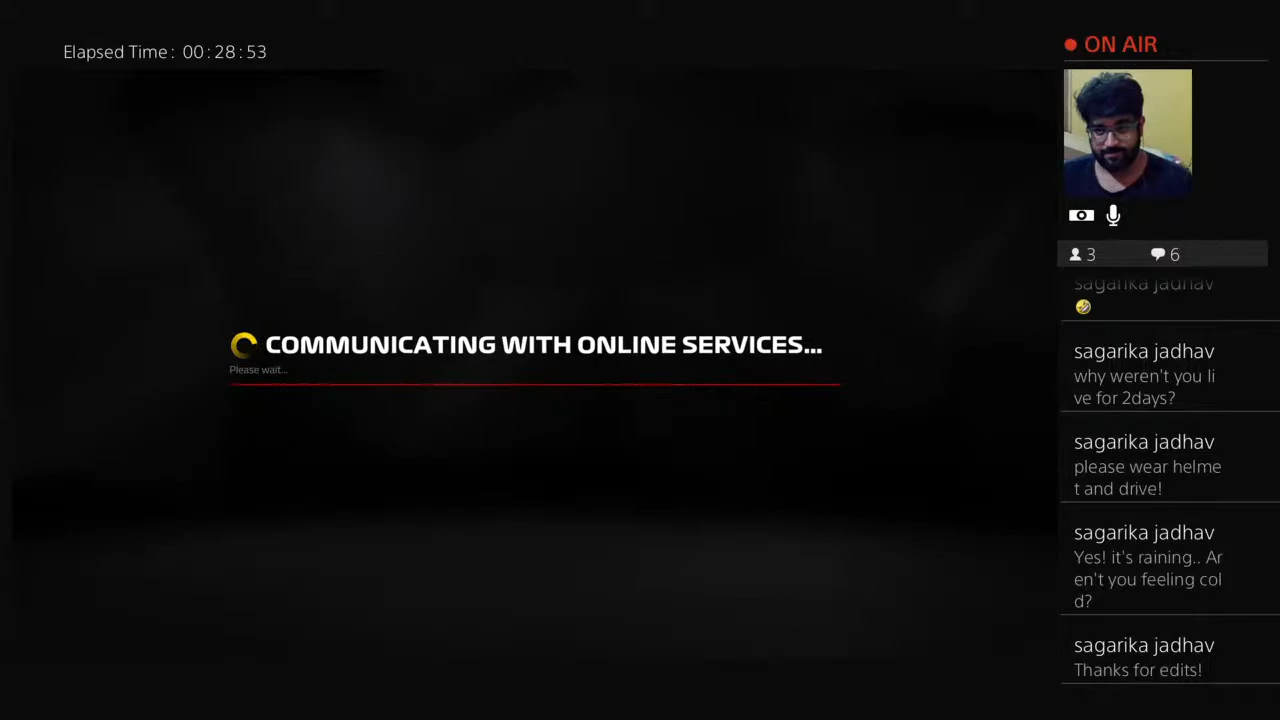 Elapsed Time: 00:28:53
ON AIR
3 6
sagarika jadhav
🤣
COMMUNICATING WITH ONLINE SERVICES...
Please wait...
sagarika jadhav
why weren't you li
ve for 2days?
sagarika jadhav
please wear helme
t and drive!
sagarika jadhav
Yes! it's raining.. Ar
en't you feeling col
d?
sagarika jadhav
Thanks for edits!